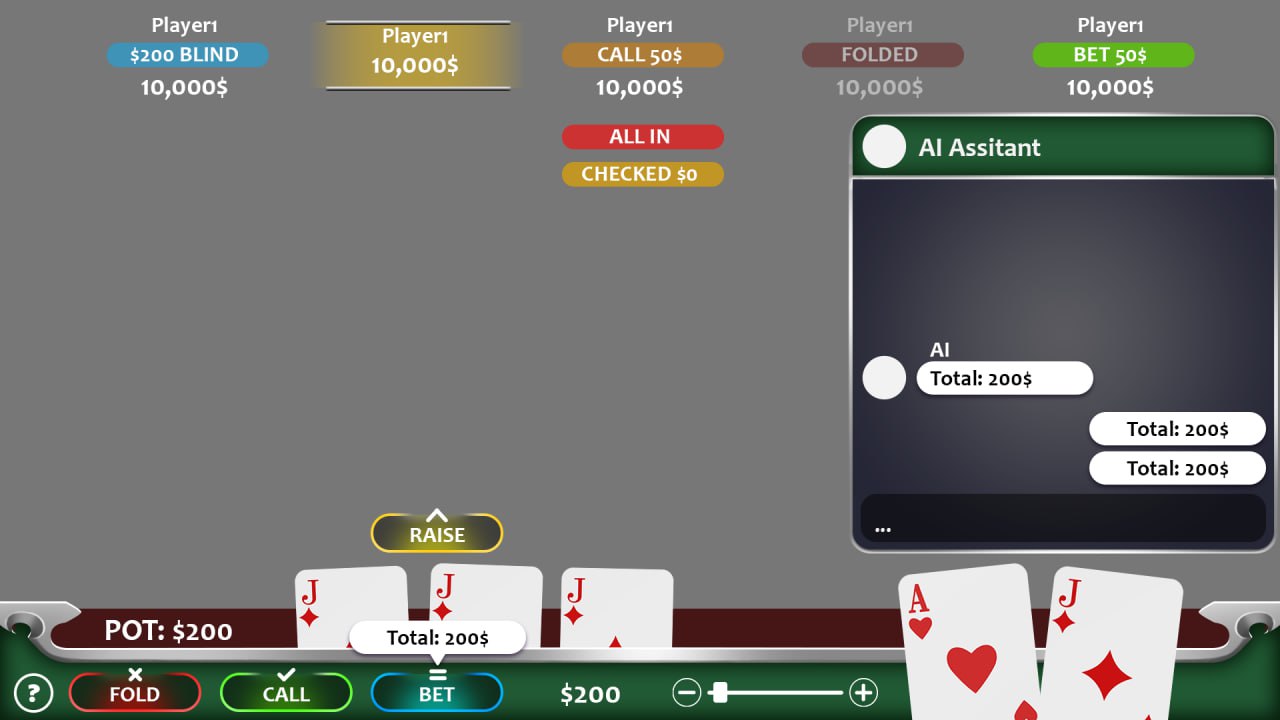 Player1
$200 BLIND
10,000$
Player1
10,000$
Player1
CALL 50$
10,000$
ALL IN
CHECKED $0
Player1
FOLDED
10,000$
Player1
BET 50$
10,000$
AI Assitant
AI
Total: 200$
Total: 200$
Total: 200$
...
RAISE
J
J
J
A
J
POT: $200
Total: 200$
?
FOLD
CALL
BET
$200